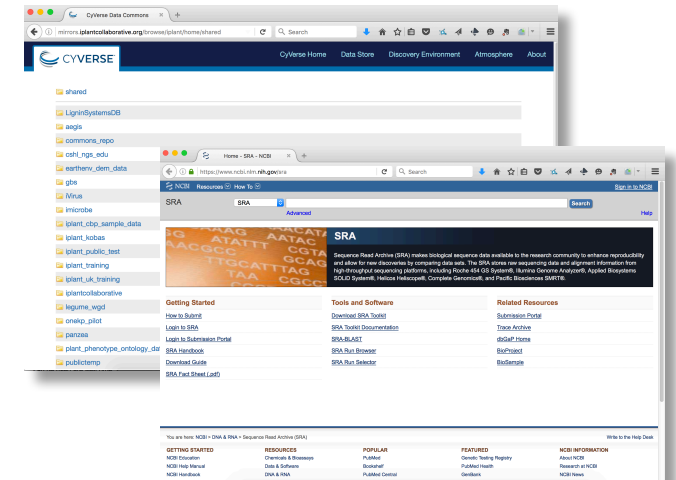 CyVerse Data Commons
mirrors.iplantcollaborative.org/browse/iplant/home/shared
Search
CYVERSE
CyVerse Home Data Store Discovery Environment Atmosphere About
shared
LigninSystemsDB
aegis
commons_repo
cshl_ngs_edu
earthenv_dem_data
gbs
iVirus
imicrobe
iplant_cbp_sample_data
iplant_kobas
iplant_public_test
iplant_training
iplant_uk_training
iplantcollaborative
legume_wgd
onekp_pilot
panzea
plant_phenotype_ontology_da
publictemp
Home - SRA - NCBI
https://www.ncbi.nlm.nih.gov/sra
Search
NCBI Resources How To Sign in to NCBI
SRA SRA Search
Advanced Help
SRA
Sequence Read Archive (SRA) makes biological sequence data available to the research community to enhance reproducibility
and allow for new discoveries by comparing data sets. The SRA stores raw sequencing data and alignment information from
high-throughput sequencing platforms, including Roche 454 GS System®, Illumina Genome Analyzer®, Applied Biosystems
SOLiD System®, Helicos Heliscope®, Complete Genomics®, and Pacific Biosciences SMRT®.
Getting Started
How to Submit
Login to SRA
Login to Submission Portal
SRA Handbook
Download Guide
SRA Fact Sheet (.pdf)
Tools and Software
Download SRA Toolkit
SRA Toolkit Documentation
SRA-BLAST
SRA Run Browser
SRA Run Selector
Related Resources
Submission Portal
Trace Archive
dbGaP Home
BioProject
BioSample
You are here: NCBI > DNA & RNA > Sequence Read Archive (SRA) Write to the Help Desk
GETTING STARTED
NCBI Education
NCBI Help Manual
NCBI Handbook
RESOURCES
Chemicals & Bioassays
Data & Software
DNA & RNA
POPULAR
PubMed
Bookshelf
PubMed Central
FEATURED
Genetic Testing Registry
PubMed Health
GenBank
NCBI INFORMATION
About NCBI
Research at NCBI
NCBI News